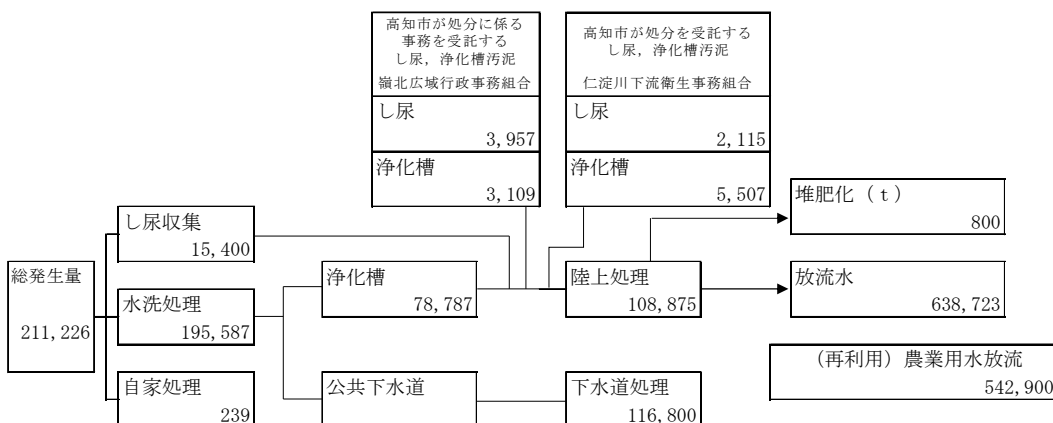 高知市が処分に係る
事務を受託する
し尿，浄化槽汚泥
嶺北広域行政事務組合
し尿
3,957
浄化槽
3,109
高知市が処分を受託する
し尿，浄化槽汚泥
仁淀川下流衛生事務組合
し尿
2,115
浄化槽
5,507
堆肥化（ｔ）
800
し尿収集
15,400
総発生量
211,226
水洗処理
195,587
自家処理
239
浄化槽
78,787
公共下水道
陸上処理
108,875
下水道処理
116,800
放流水
638,723
（再利用）農業用水放流
542,900